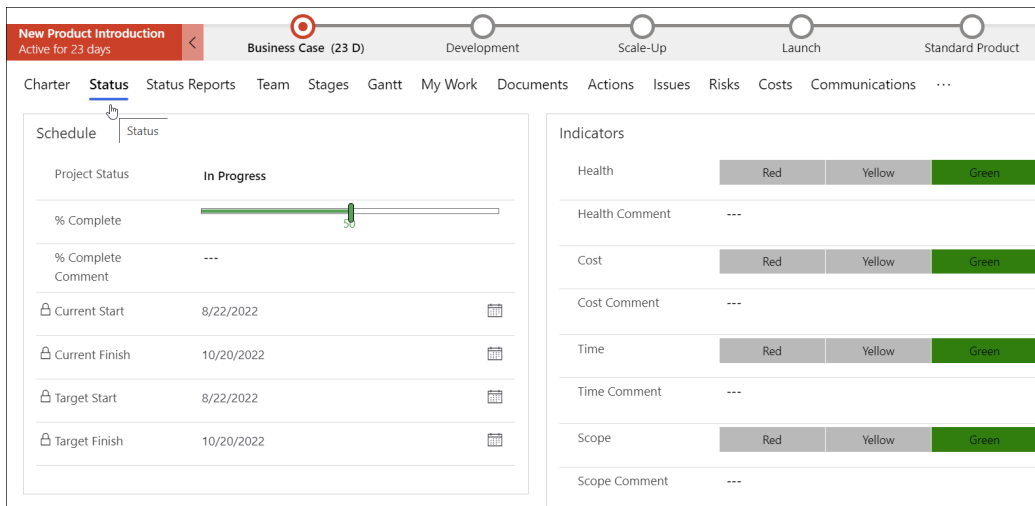 New Product Introduction
Active for 23 days
Business Case (23 D)
Development
Scale-Up
Launch
Standard Product
Charter Status Status Reports Team Stages Gantt My Work Documents Actions Issues Risks Costs Communications ···
Status
Schedule
Project Status In Progress
% Complete 50
% Complete
Comment ---
Current Start 8/22/2022
Current Finish 10/20/2022
Target Start 8/22/2022
Target Finish 10/20/2022
Indicators
Health Red Yellow Green
Health Comment ---
Cost Red Yellow Green
Cost Comment ---
Time Red Yellow Green
Time Comment ---
Scope Red Yellow Green
Scope Comment ---